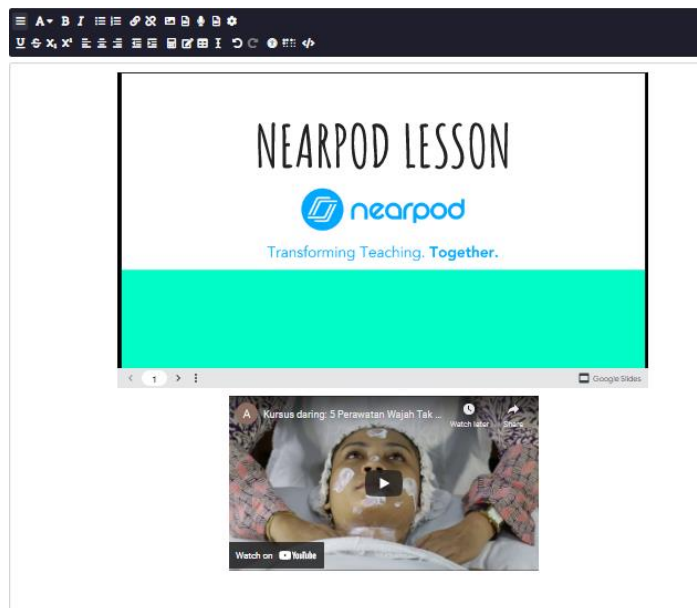 NEARPOD LESSON
nearpod
Transforming Teaching. Together.
1
Google Slides
A Kursus daring: 5 Perawatan Wajah Tak ...
Watch later
Share
Watch on YouTube